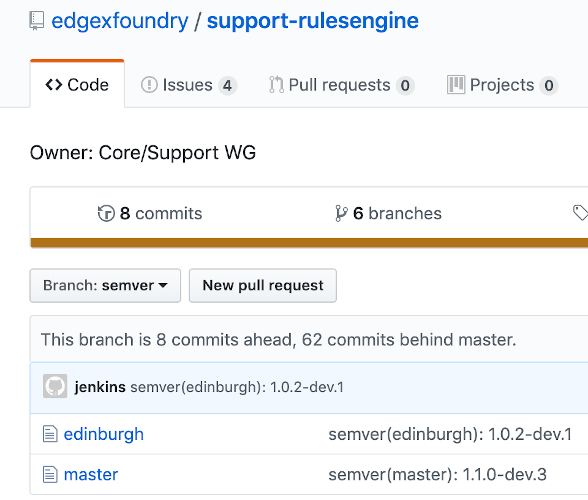 edgexfoundry / support-rulesengine
<> Code Issues 4 Pull requests 0 Projects 0
Owner: Core/Support WG
8 commits 6 branches
Branch: semver New pull request
This branch is 8 commits ahead, 62 commits behind master.
jenkins semver(edinburgh): 1.0.2-dev.1
edinburgh semver(edinburgh): 1.0.2-dev.1
master semver(master): 1.1.0-dev.3